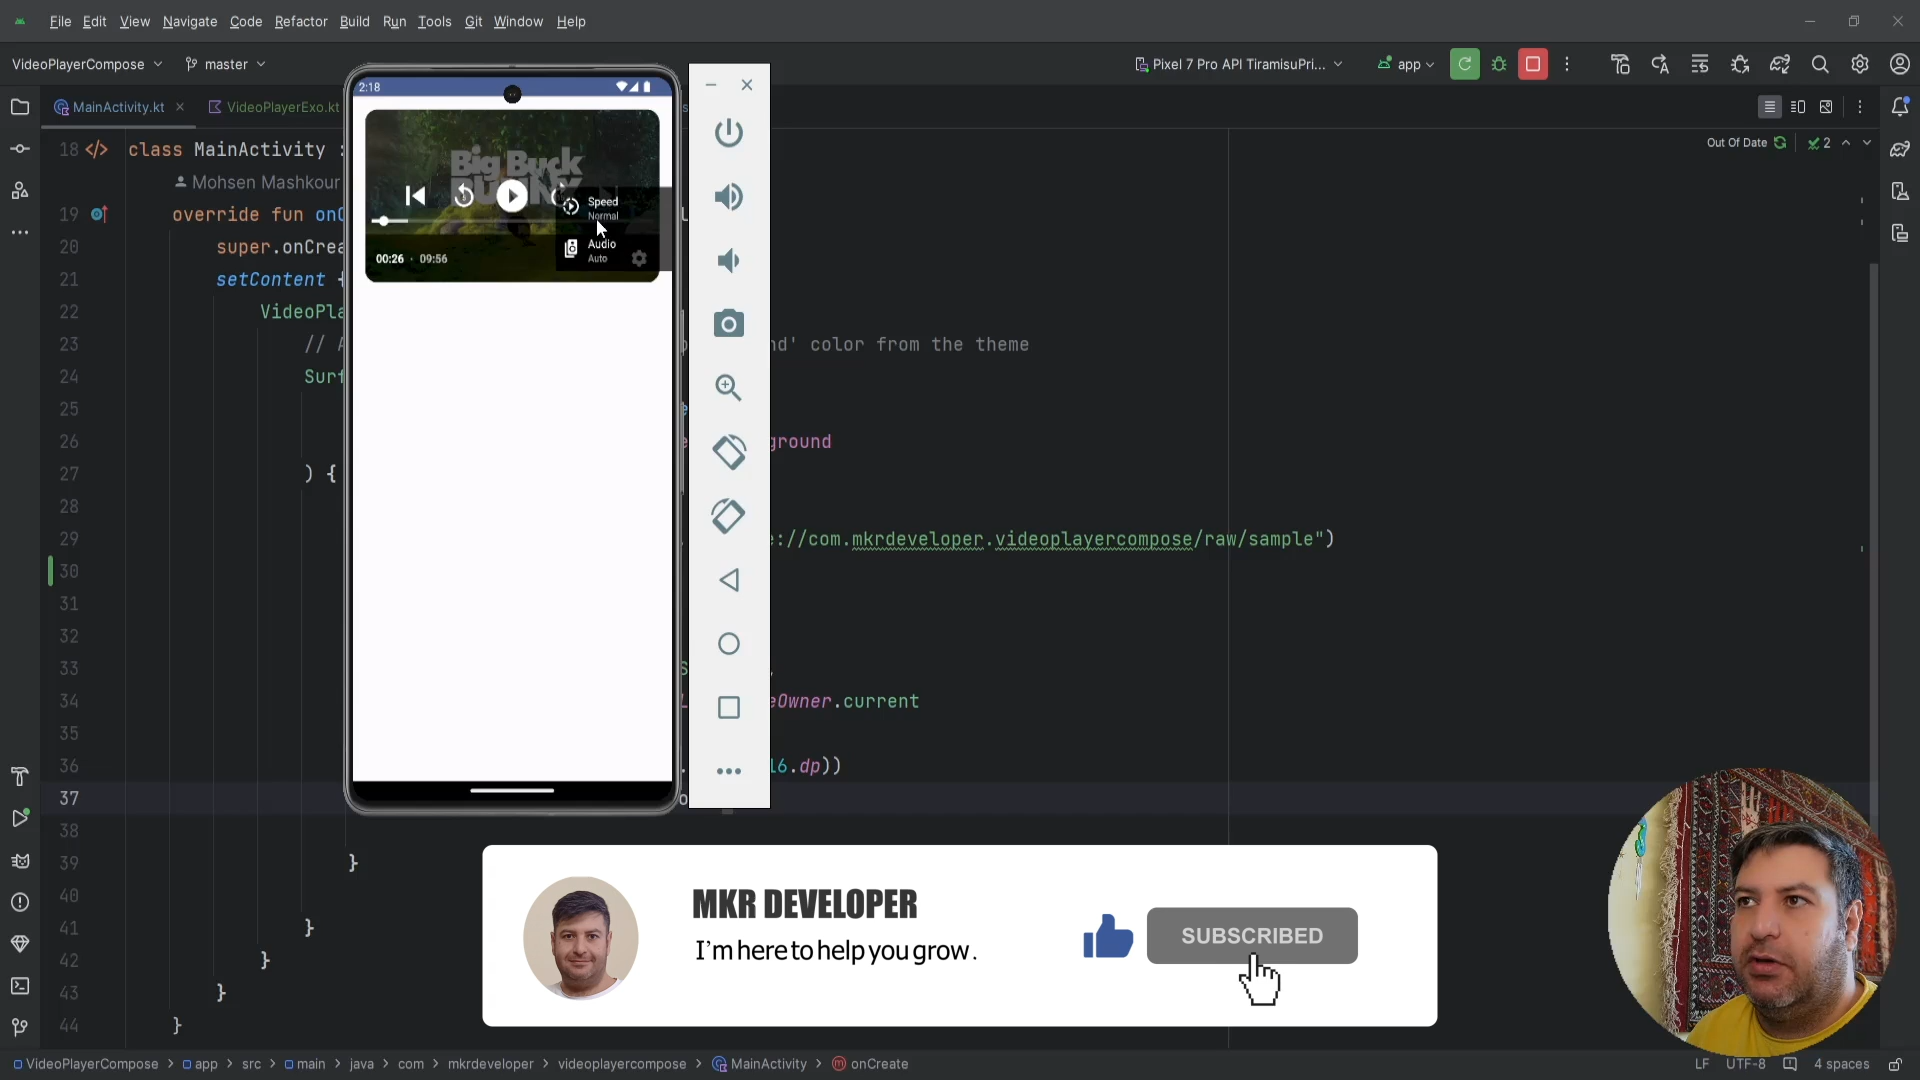 File Edit View Navigate Code Refactor Build Run Tools Git Window Help
VideoPlayerCompose master Pixel 7 Pro API TiramisuPri... app
MainActivity.kt VideoPlayerExo.kt
Out Of Date 2
2:18
Big Buck
BUNNY
Speed
Normal
Audio
Auto
00:26 · 09:56
18 class MainActivity :
Mohsen Mashkour
19 override fun on
20 super.onCrea
21 setContent {
22 VideoPla
23 // nd' color from the theme
24 Surf
25 e
26 ground
27 ) {
28
29 ://com.mkrdeveloper.videoplayercompose/raw/sample")
30
31
32
33 ,
34 eOwner.current
35
36 16.dp))
37
38
39 }
40
41 }
42 }
43 }
44 }
MKR DEVELOPER
I'm here to help you grow.
SUBSCRIBED
VideoPlayerCompose > app > src > main > java > com > mkrdeveloper > videoplayercompose > MainActivity > onCreate
LF UTF-8 4 spaces